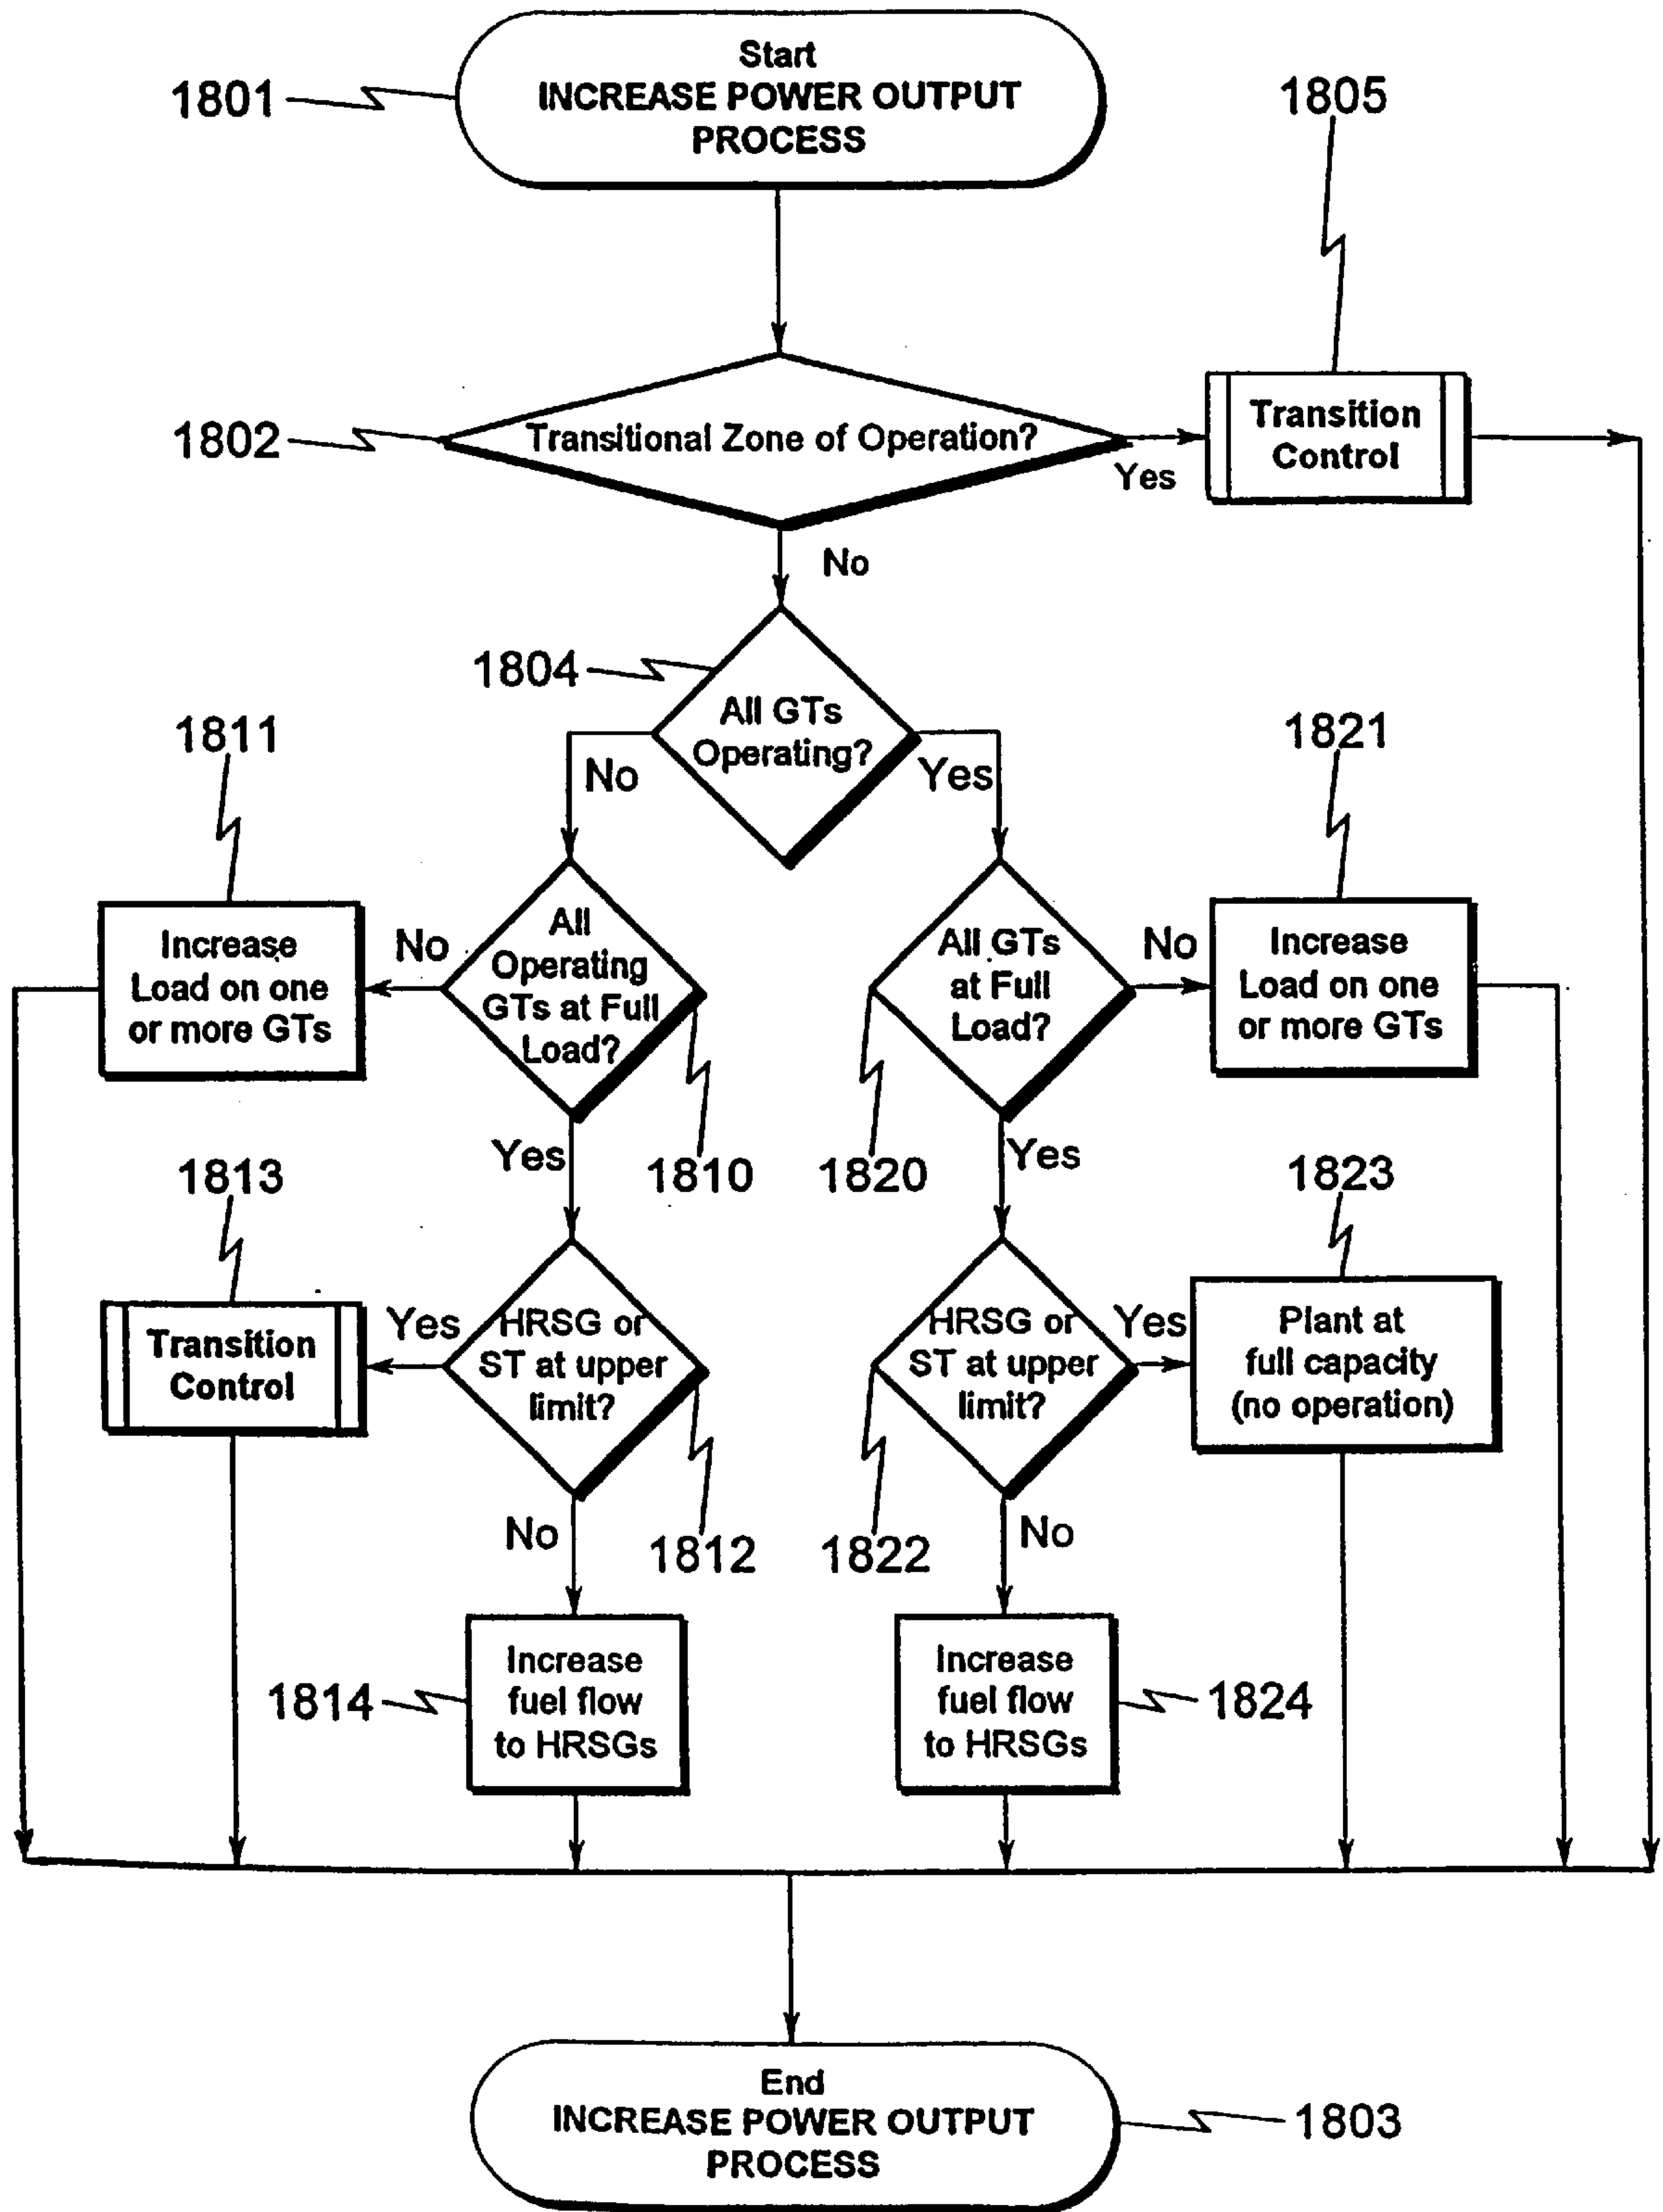 Start
INCREASE POWER OUTPUT
PROCESS
1801
1805
1802
Transitional Zone of Operation?
Yes
Transition
Control
No
1804
All GTs
Operating?
No
Yes
1811
1821
Increase
Load on one
or more GTs
No
All
Operating
GTs at Full
Load?
All GTs
at Full
Load?
No
Increase
Load on one
or more GTs
Yes
1810
1820
Yes
1813
1823
Transition
Control
Yes
HRSG or
ST at upper
limit?
HRSG or
ST at upper
limit?
Yes
Plant at
full capacity
(no operation)
No
1812
1822
No
1814
Increase
fuel flow
to HRSGs
Increase
fuel flow
to HRSGs
1824
End
INCREASE POWER OUTPUT
PROCESS
1803